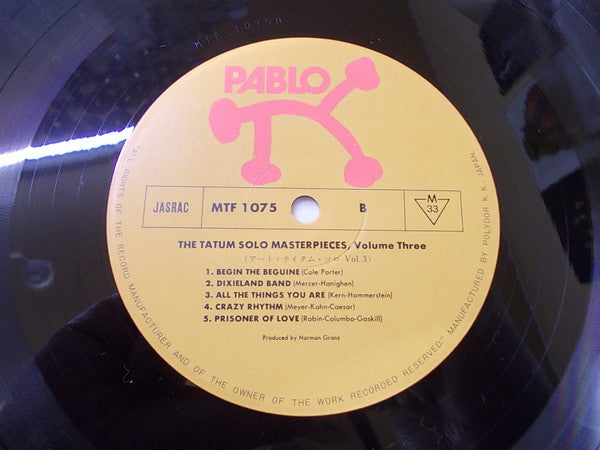 MTF 1075A
PABLO
JASRAC
MTF 1075
B
M
33
THE TATUM SOLO MASTERPIECES, Volume Three
(アート・テイタム・ソロ Vol. 3)
1. BEGIN THE BEGUINE (Cole Porter)
2. DIXIELAND BAND (Mercer-Hanighen)
3. ALL THE THINGS YOU ARE (Kern-Hammerstein)
4. CRAZY RHYTHM (Meyer-Kahn-Caesar)
5. PRISONER OF LOVE (Robin-Columbo-Gaskill)
Produced by Norman Granz
"ALL RIGHTS OF THE RECORD MANUFACTURER AND OF THE OWNER OF THE WORK RECORDED RESERVED." MANUFACTURED BY POLYDOR K.K. JAPAN